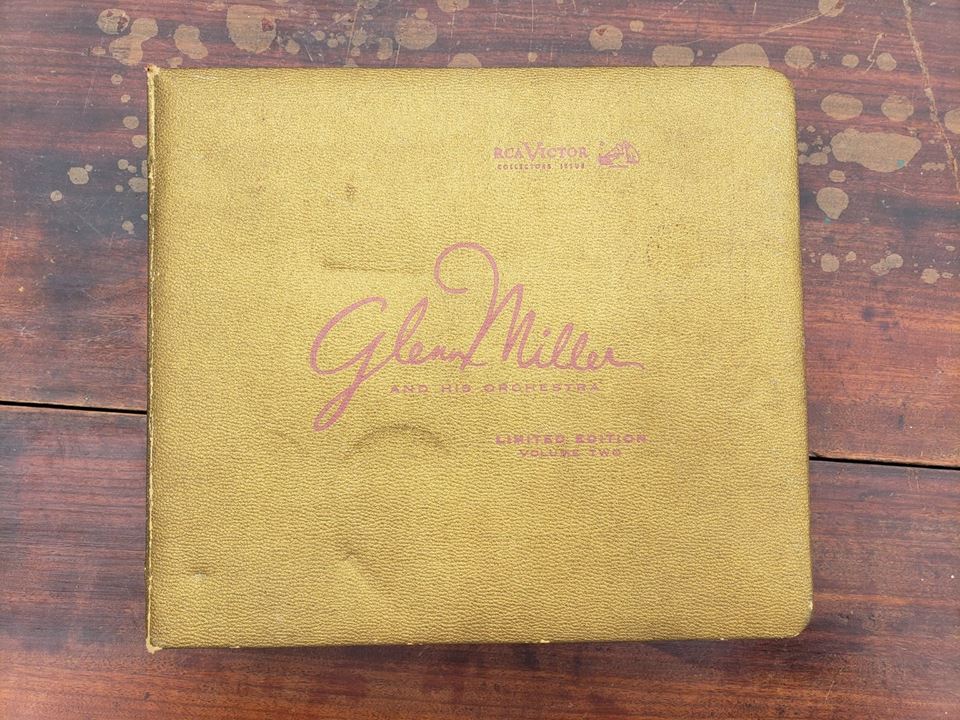 RCA VICTOR
COLLECTORS ISSUE
Glenn Miller
AND HIS ORCHESTRA
LIMITED EDITION
VOLUME TWO